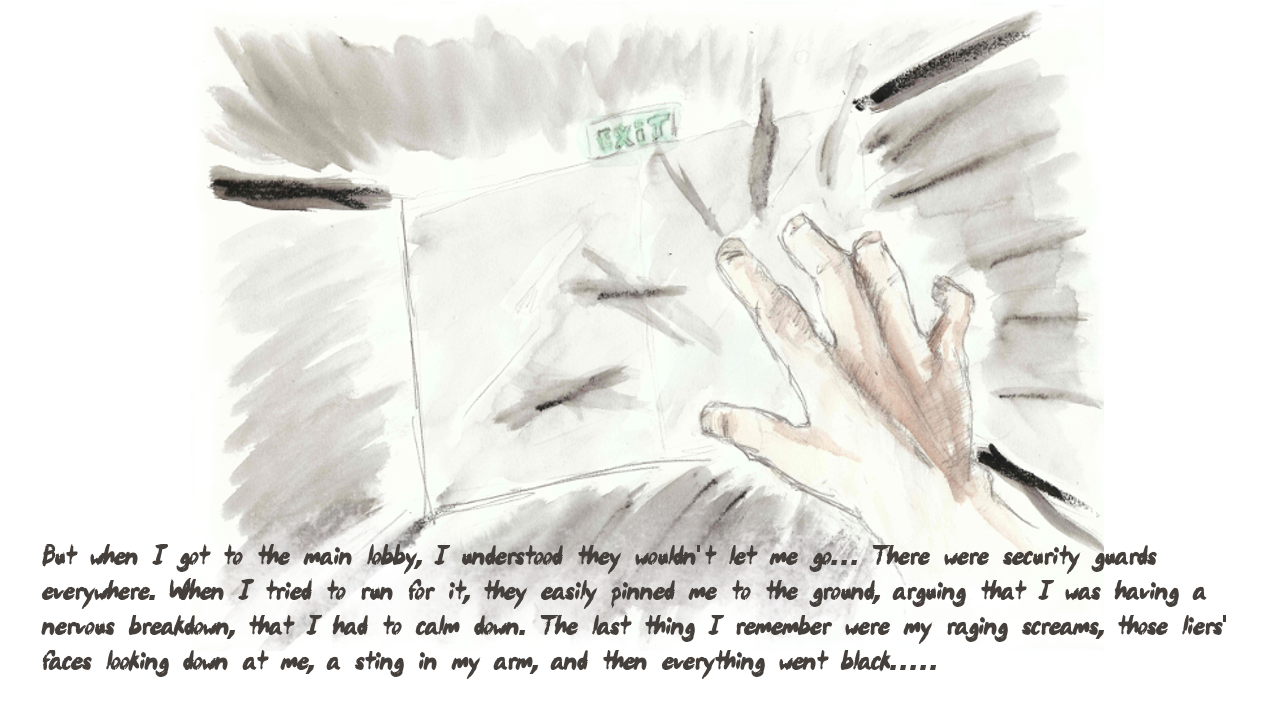 EXIT
But when I got to the main lobby, I understood they wouldn't let me go... There were security guards
everywhere. When I tried to run for it, they easily pinned me to the ground, arguing that I was having a
nervous breakdown, that I had to calm down. The last thing I remember were my raging screams, those liers'
faces looking down at me, a sting in my arm, and then everything went black.....